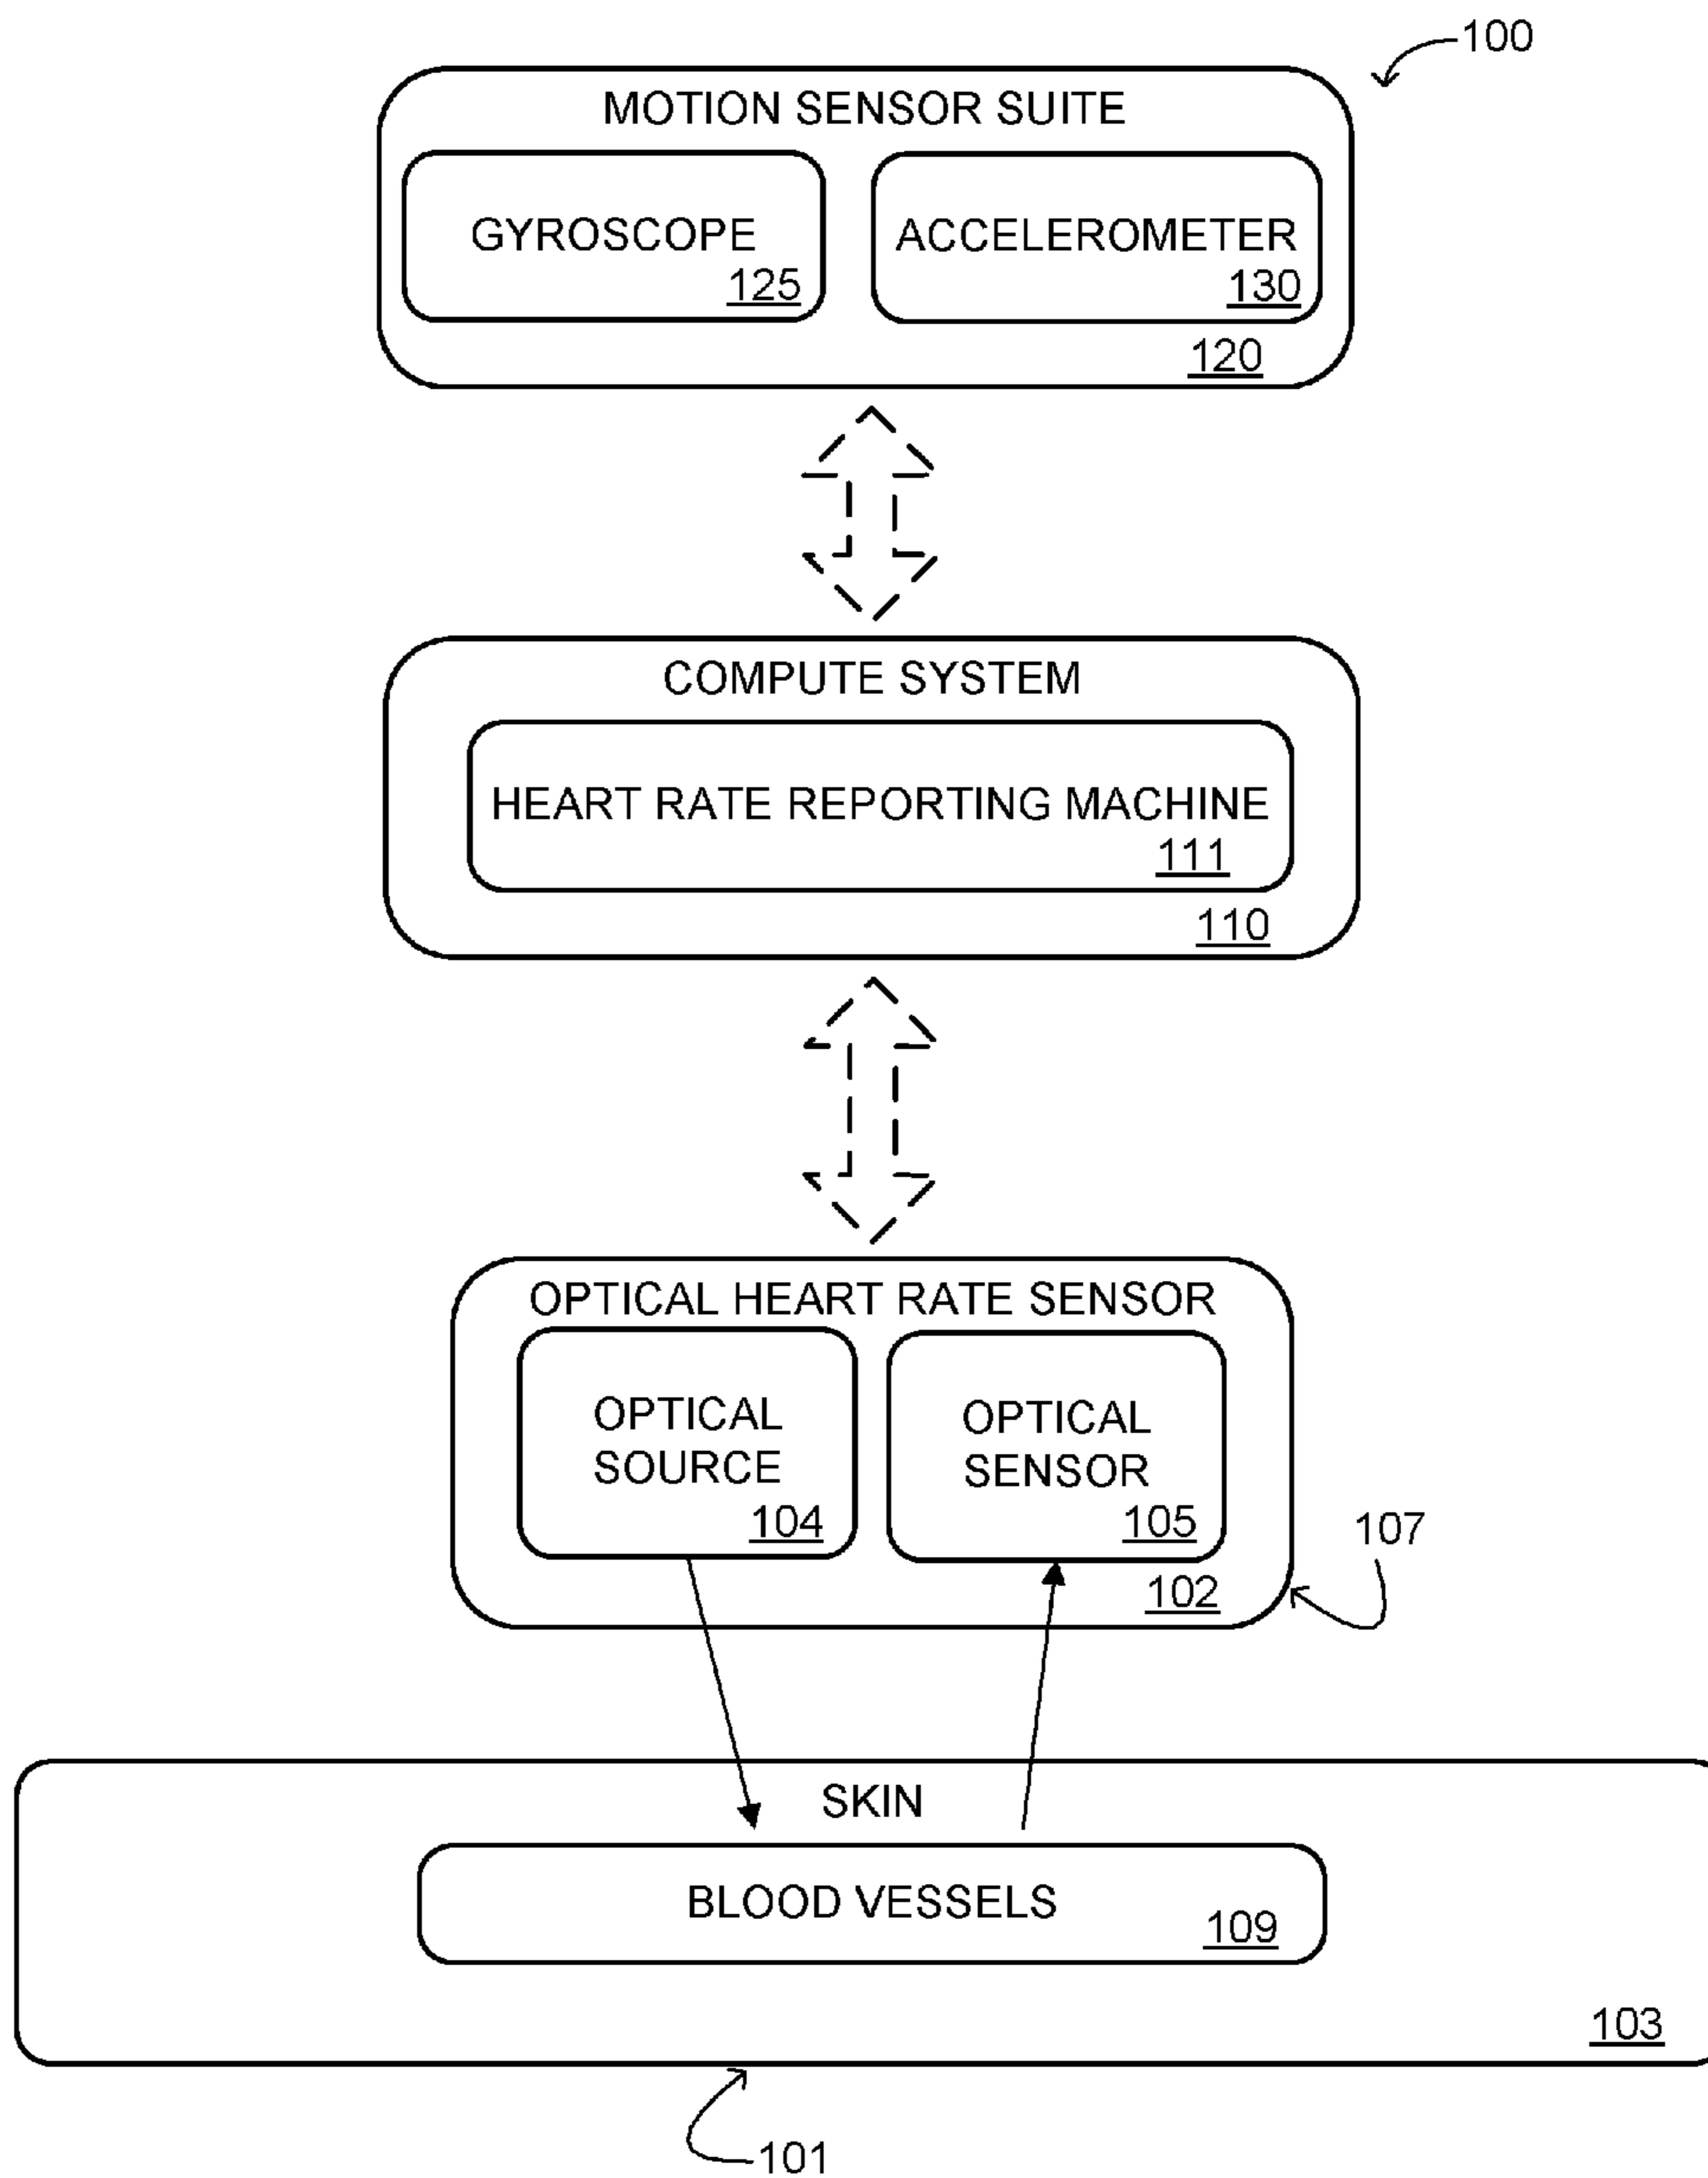 100
MOTION SENSOR SUITE
GYROSCOPE
125
ACCELEROMETER
130
120
COMPUTE SYSTEM
HEART RATE REPORTING MACHINE
111
110
OPTICAL HEART RATE SENSOR
OPTICAL
SOURCE
104
OPTICAL
SENSOR
105
102
107
SKIN
BLOOD VESSELS
109
103
101